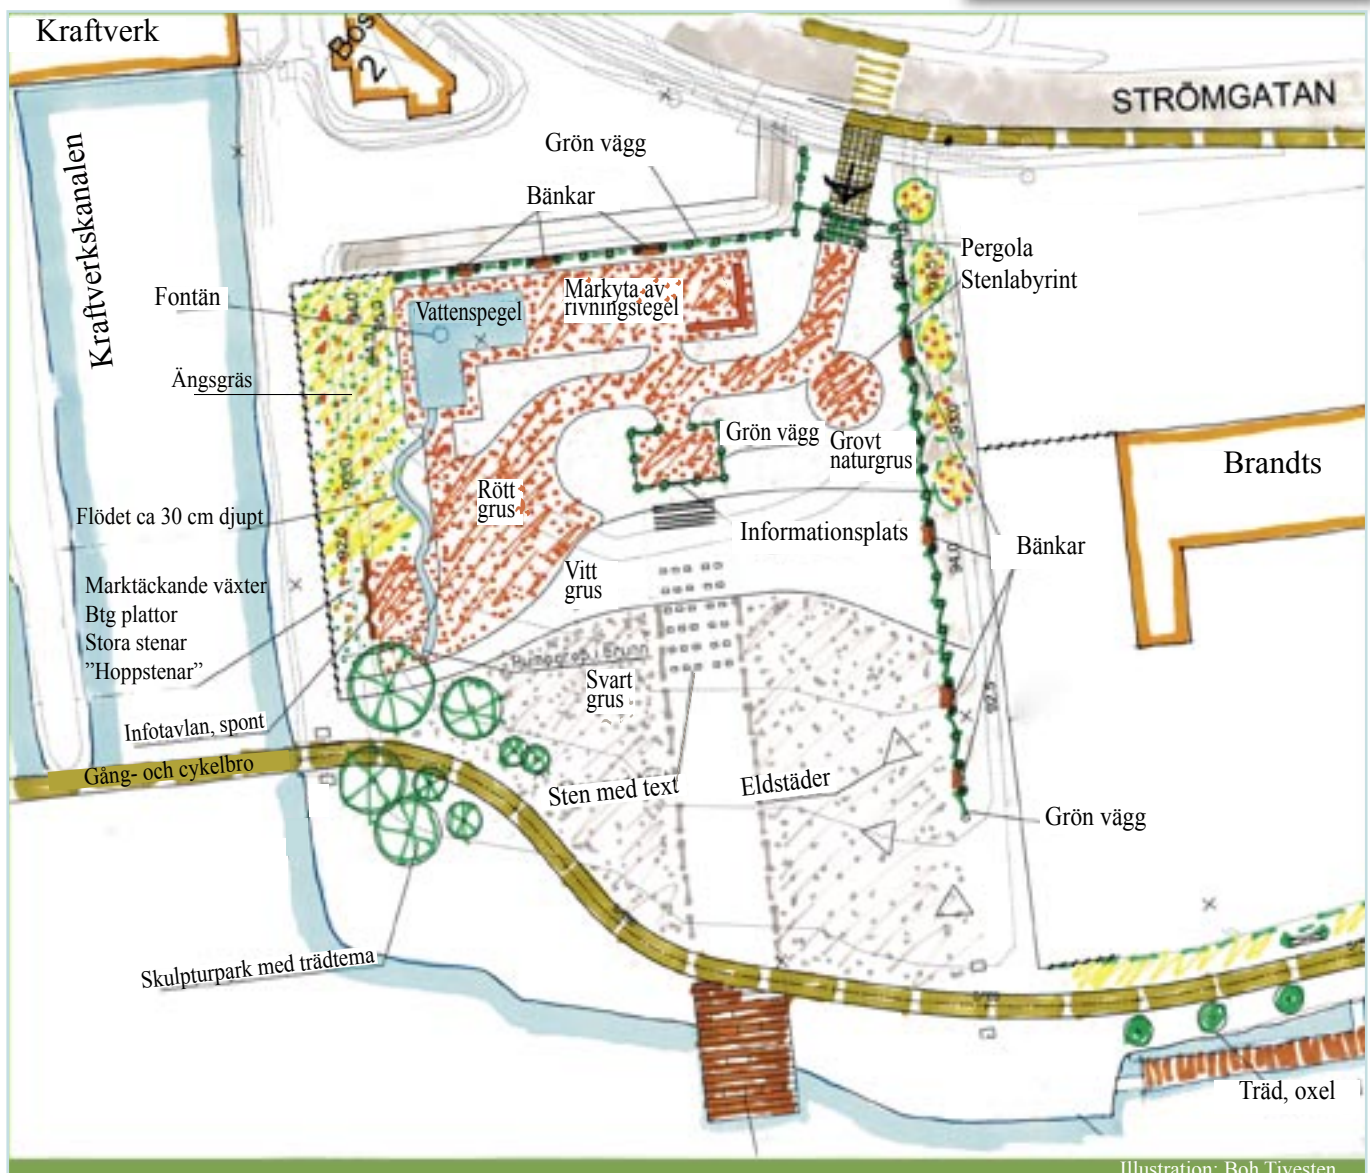 Kraftverk
2
STRÖMGATAN
Kraftverkskanalen
Grön vägg
Bänkar
Pergola
Stenlabyrint
Fontän
Vattenspegel
Markyta av
rivningstegel
Ängsgräs
Grön vägg
Grovt
naturgrus
Brandts
Rött
grus
Flödet ca 30 cm djupt
Informationsplats
Bänkar
Vitt
grus
Marktäckande växter
Btg plattor
Stora stenar
”Hoppstenar”
Svart
grus
Infotavlan, spont
Gång- och cykelbro
Sten med text
Eldstäder
Grön vägg
Skulpturpark med trädtema
Träd, oxel
Illustration: Boh Tivesten